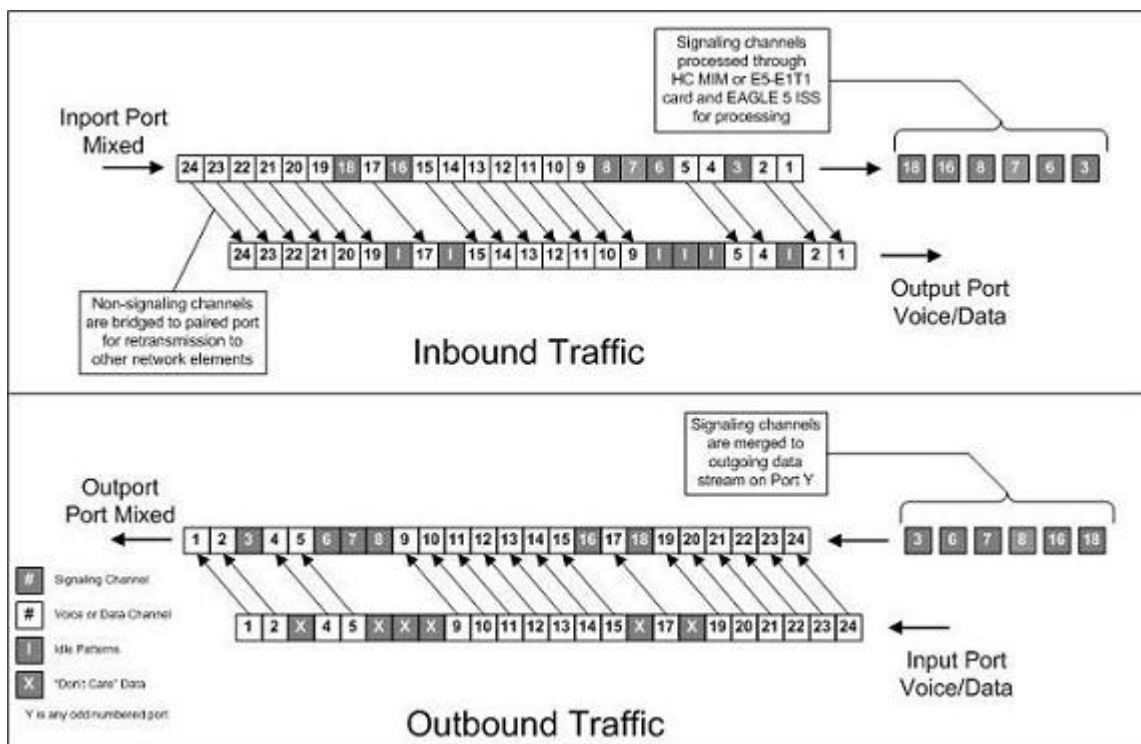 Signaling channels
processed through
HC MIM or E5-E1T1
card and EAGLE 5 ISS
for processing
Inport Port
Mixed
24 23 22 21 20 19 18 17 16 15 14 13 12 11 10 9 8 7 6 5 4 3 2 1
18 16 8 7 6 3
24 23 22 21 20 19 I 17 I 15 14 13 12 11 10 9 I I I 5 4 I 2 1
Non-signaling channels
are bridged to paired port
for retransmission to
other network elements
Output Port
Voice/Data
Inbound Traffic
Signaling channels
are merged to
outgoing data
stream on Port Y
Outport
Port Mixed
1 2 3 4 5 6 7 8 9 10 11 12 13 14 15 16 17 18 19 20 21 22 23 24
3 6 7 8 16 18
# Signaling Channel
# Voice or Data Channel
I Idle Patterns
X "Don't Care" Data
Y is any odd numbered port
1 2 X 4 5 X X X 9 10 11 12 13 14 15 X 17 X 19 20 21 22 23 24
Input Port
Voice/Data
Outbound Traffic